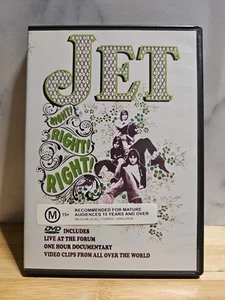 JET
RIGHT!
RIGHT!
RIGHT!
M 15+
RECOMMENDED FOR MATURE
AUDIENCES 15 YEARS AND OVER
DVD INCLUDES
LIVE AT THE FORUM
ONE HOUR DOCUMENTARY
VIDEO CLIPS FROM ALL OVER THE WORLD